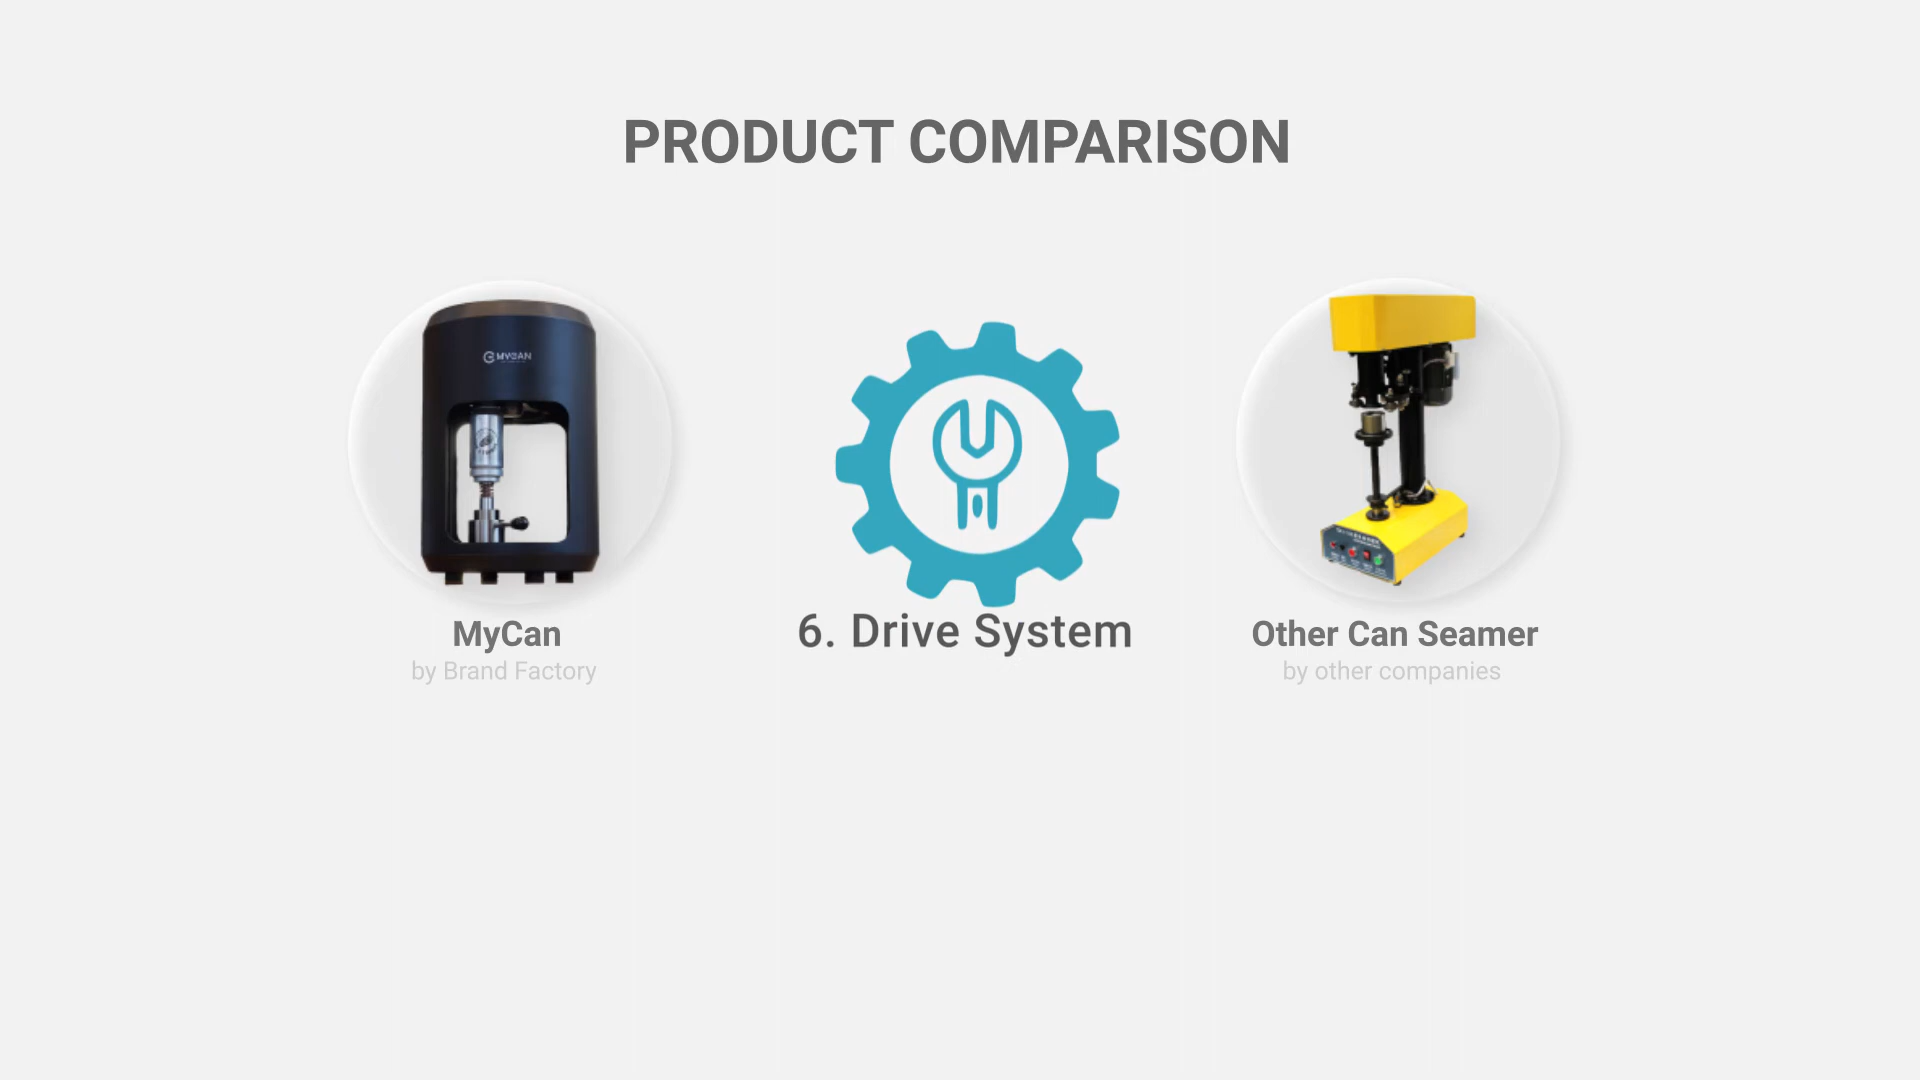 PRODUCT COMPARISON
MYCAN
6. Drive System
MyCan
by Brand Factory
Other Can Seamer
by other companies